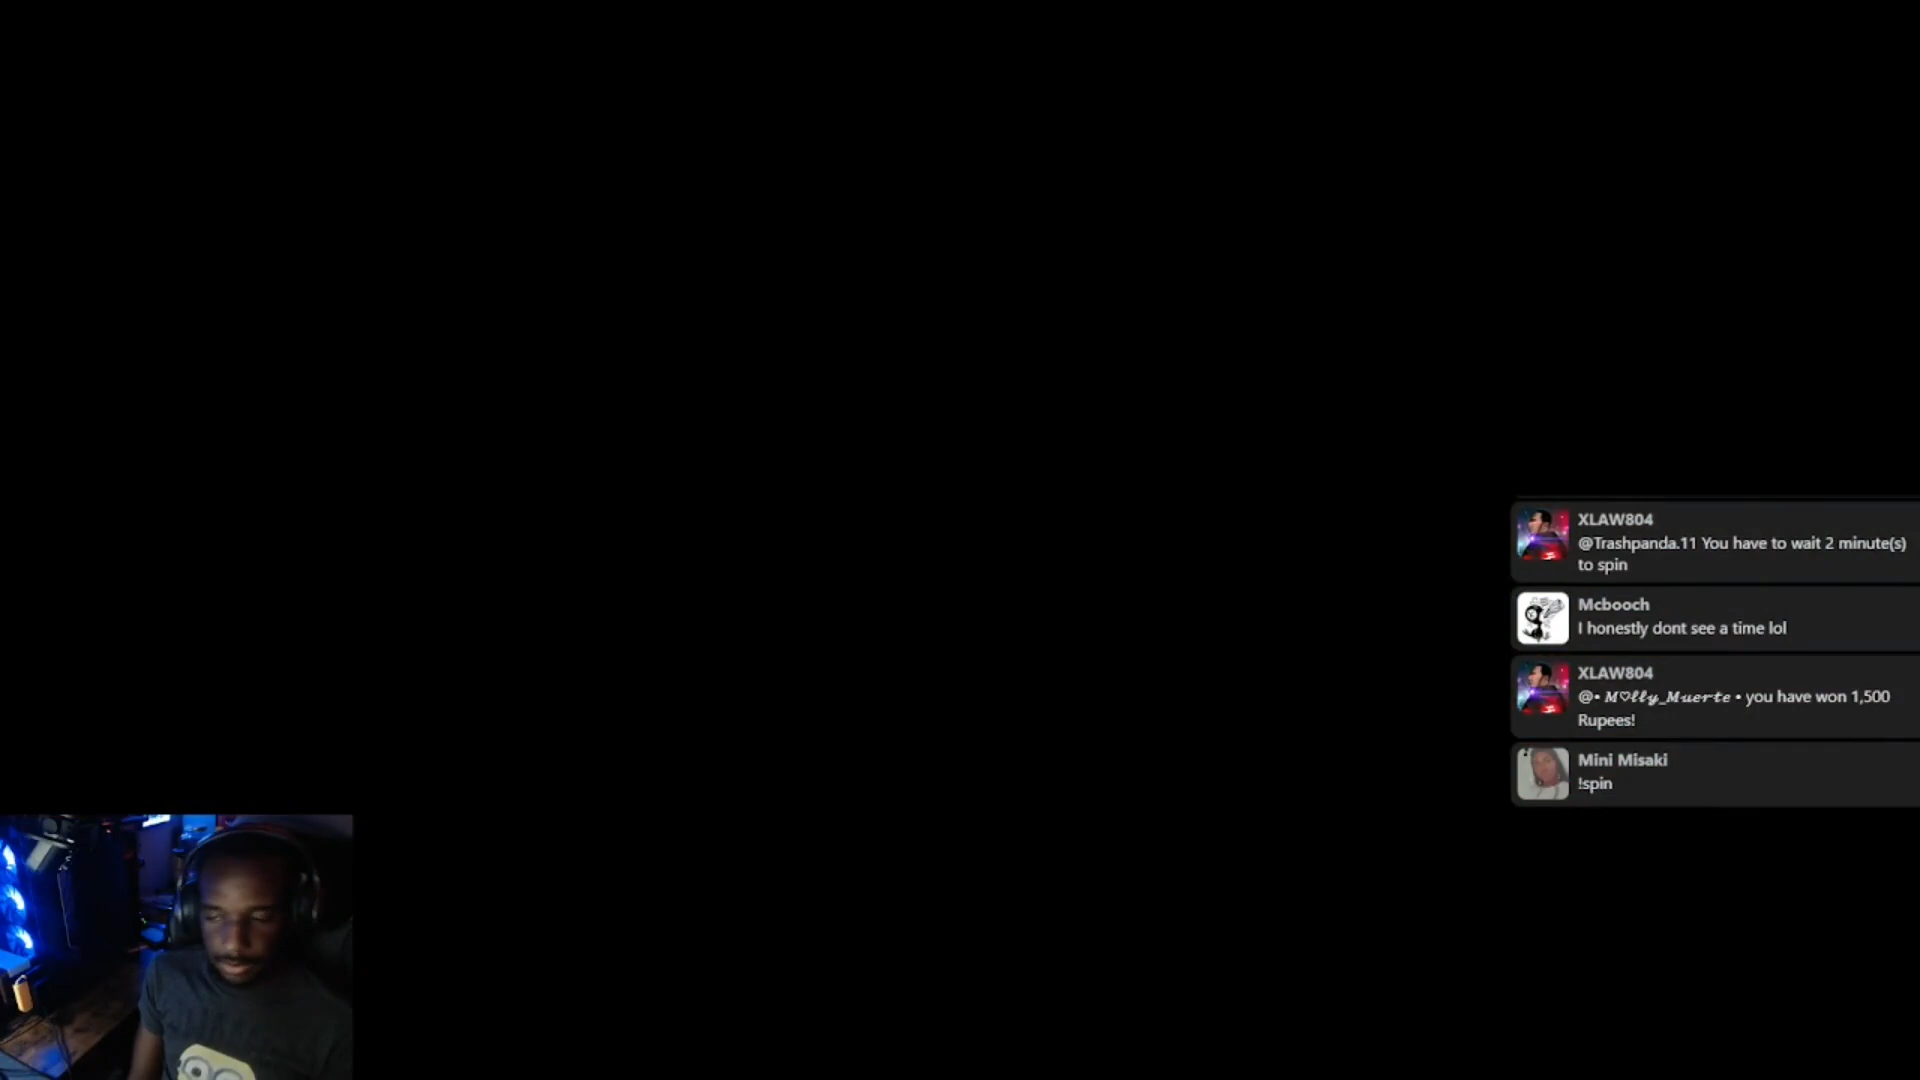 XLAW804
@Trashpanda.11 You have to wait 2 minute(s)
to spin
Mcbooch
I honestly dont see a time lol
XLAW804
@• 𝑴♡𝓵𝓵𝔂_𝑴𝓾𝓮𝓻𝓽𝓮 • you have won 1,500
Rupees!
Mini Misaki
!spin